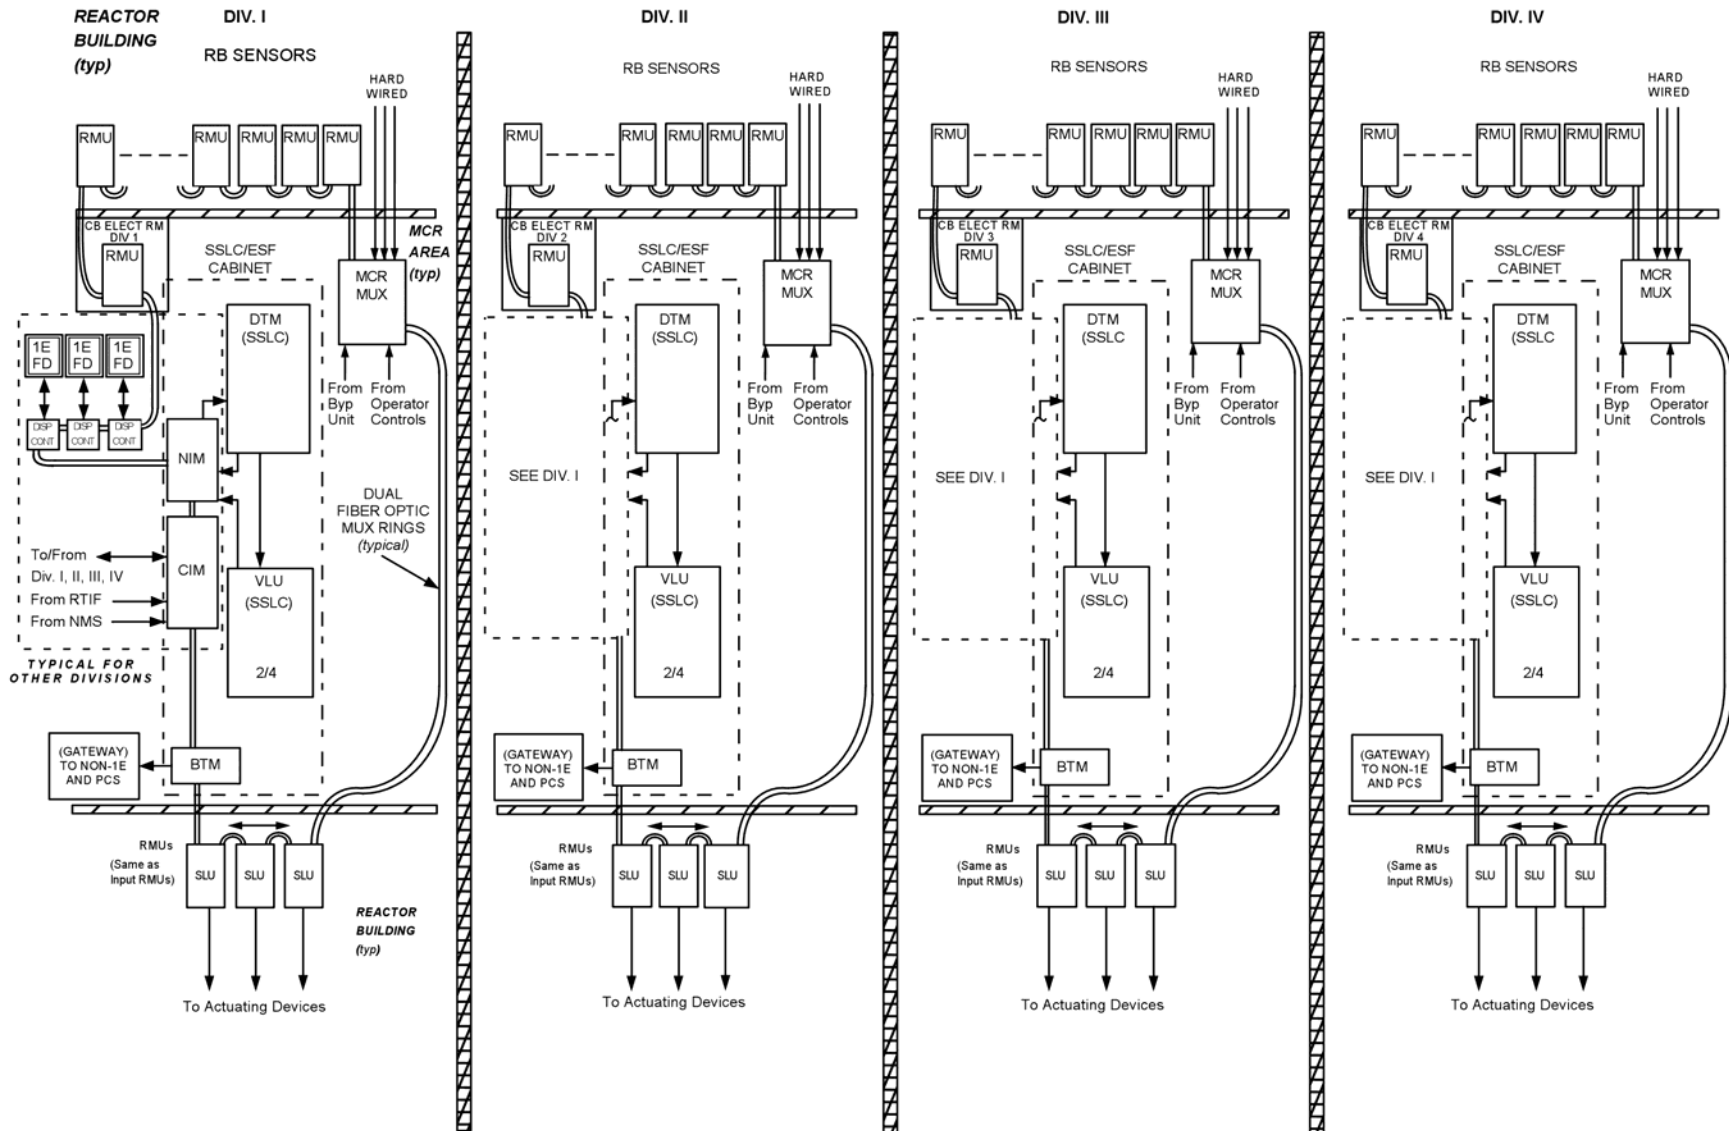 REACTOR
BUILDING
(typ)
DIV. I
RB SENSORS
HARD
WIRED
RMU
RMU
RMU
RMU
RMU
CB ELECT RM
DIV 1
RMU
MCR
AREA
(typ)
SSLC/ESF
CABINET
MCR
MUX
DTM
(SSLC)
1E
FD
1E
FD
1E
FD
From
Byp
Unit
From
Operator
Controls
DISP
CONT
DISP
CONT
DISP
CONT
NIM
DUAL
FIBER OPTIC
MUX RINGS
(typical)
To/From
Div. I, II, III, IV
From RTIF
From NMS
CIM
VLU
(SSLC)
2/4
TYPICAL FOR
OTHER DIVISIONS
(GATEWAY)
TO NON-1E
AND PCS
BTM
RMUs
(Same as
Input RMUs)
SLU
SLU
SLU
REACTOR
BUILDING
(typ)
To Actuating Devices
DIV. II
RB SENSORS
HARD
WIRED
RMU
RMU
RMU
RMU
RMU
CB ELECT RM
DIV 2
RMU
SSLC/ESF
CABINET
MCR
MUX
DTM
(SSLC)
From
Byp
Unit
From
Operator
Controls
SEE DIV. I
VLU
(SSLC)
2/4
(GATEWAY)
TO NON-1E
AND PCS
BTM
RMUs
(Same as
Input RMUs)
SLU
SLU
SLU
To Actuating Devices
DIV. III
RB SENSORS
HARD
WIRED
RMU
RMU
RMU
RMU
RMU
CB ELECT RM
DIV 3
RMU
SSLC/ESF
CABINET
MCR
MUX
DTM
(SSLC
From
Byp
Unit
From
Operator
Controls
SEE DIV. I
VLU
(SSLC)
2/4
(GATEWAY)
TO NON-1E
AND PCS
BTM
RMUs
(Same as
Input RMUs)
SLU
SLU
SLU
To Actuating Devices
DIV. IV
RB SENSORS
HARD
WIRED
RMU
RMU
RMU
RMU
RMU
CB ELECT RM
DIV 4
RMU
SSLC/ESF
CABINET
MCR
MUX
DTM
(SSLC
From
Byp
Unit
From
Operator
Controls
SEE DIV. I
VLU
(SSLC)
2/4
(GATEWAY)
TO NON-1E
AND PCS
BTM
RMUs
(Same as
Input RMUs)
SLU
SLU
SLU
To Actuating Devices